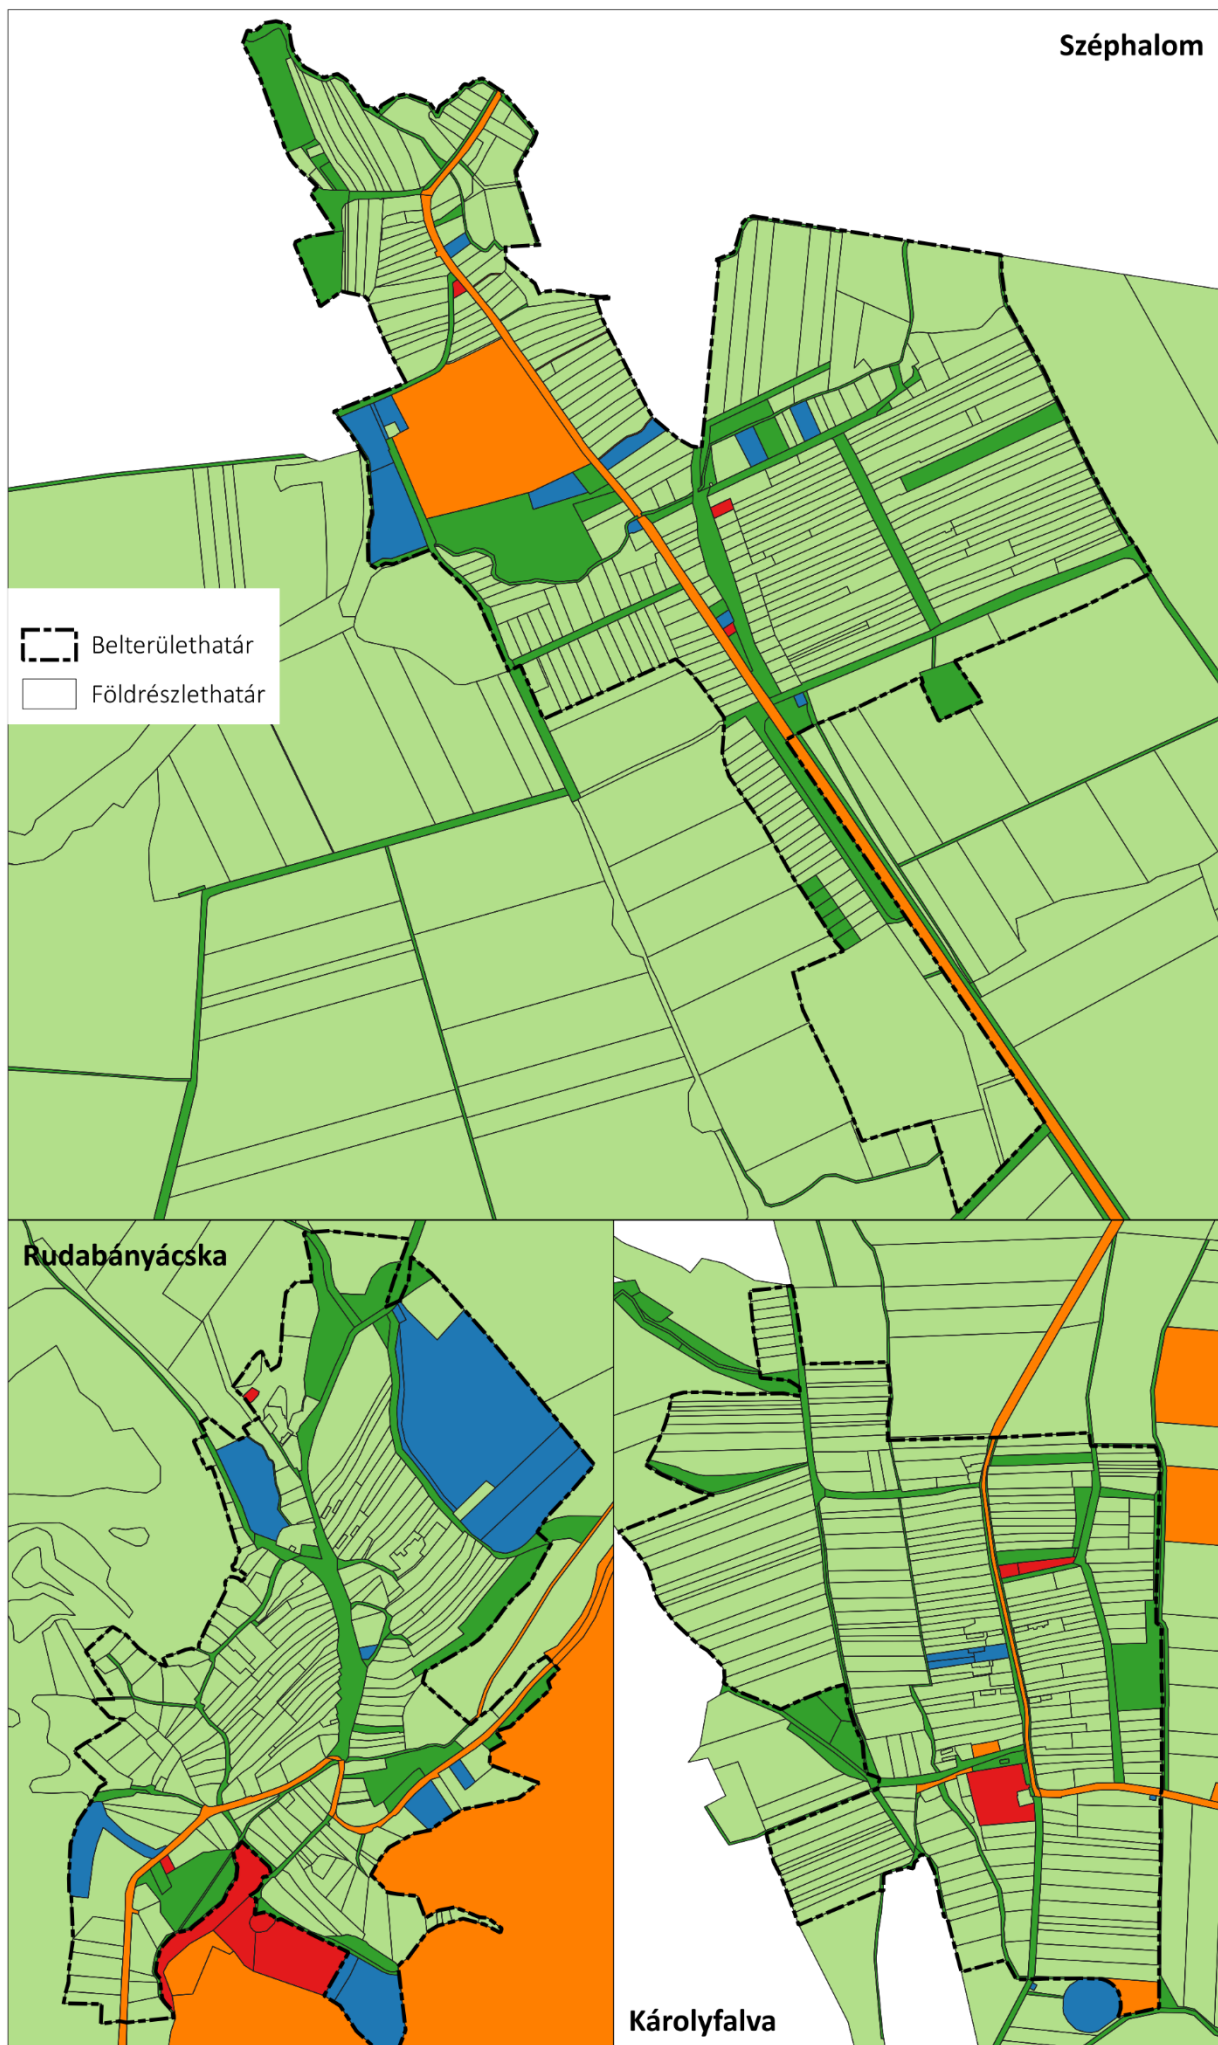 Széphalom
Belterülethatár
Földrészlethatár
Rudabányácska
Károlyfalva